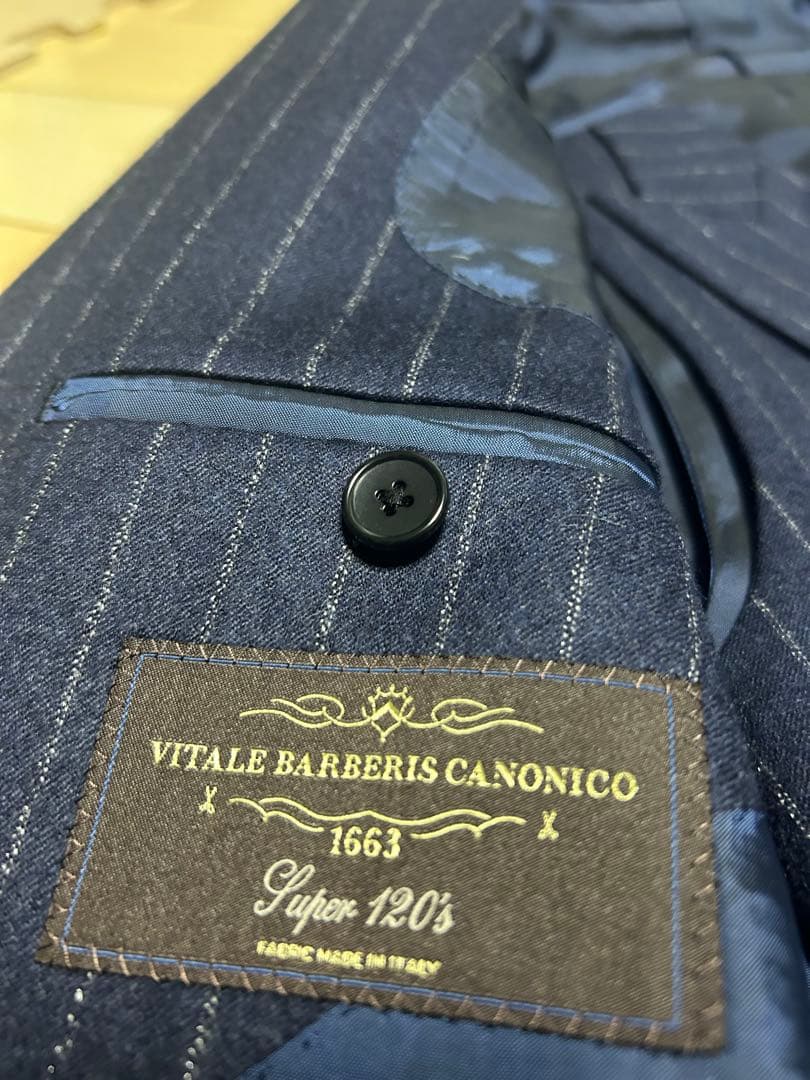 VITALE BARBERIS CANONICO
1663
Super 120's
FABRIC MADE IN ITALY